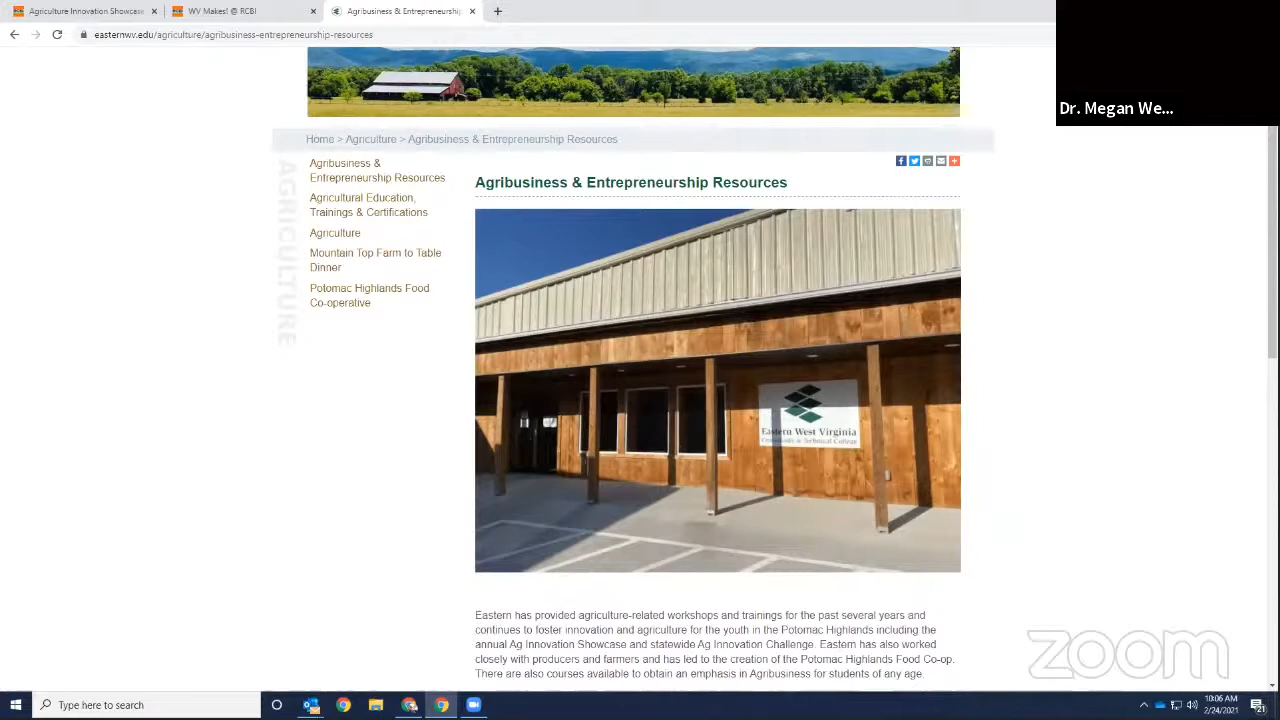 Agriculture Innovation Showcase
WV Makes! @ RCBI
Agribusiness & Entrepreneurship
easternwv.edu/agriculture/agribusiness-entrepreneurship-resources
Dr. Megan We...
Home > Agriculture > Agribusiness & Entrepreneurship Resources
AGRICULTURE
Agribusiness &
Entrepreneurship Resources
Agricultural Education,
Trainings & Certifications
Agriculture
Mountain Top Farm to Table
Dinner
Potomac Highlands Food
Co-operative
Agribusiness & Entrepreneurship Resources
Eastern West Virginia
Community & Technical College
Eastern has provided agriculture-related workshops and trainings for the past several years and
continues to foster innovation and agriculture for the youth in the Potomac Highlands including the
annual Ag Innovation Showcase and statewide Ag Innovation Challenge. Eastern has also worked
closely with producers and farmers and has led to the creation of the Potomac Highlands Food Co-op.
There are also courses available to obtain an emphasis in Agribusiness for students of any age.
zoom
Type here to search
10:06 AM
2/24/2021